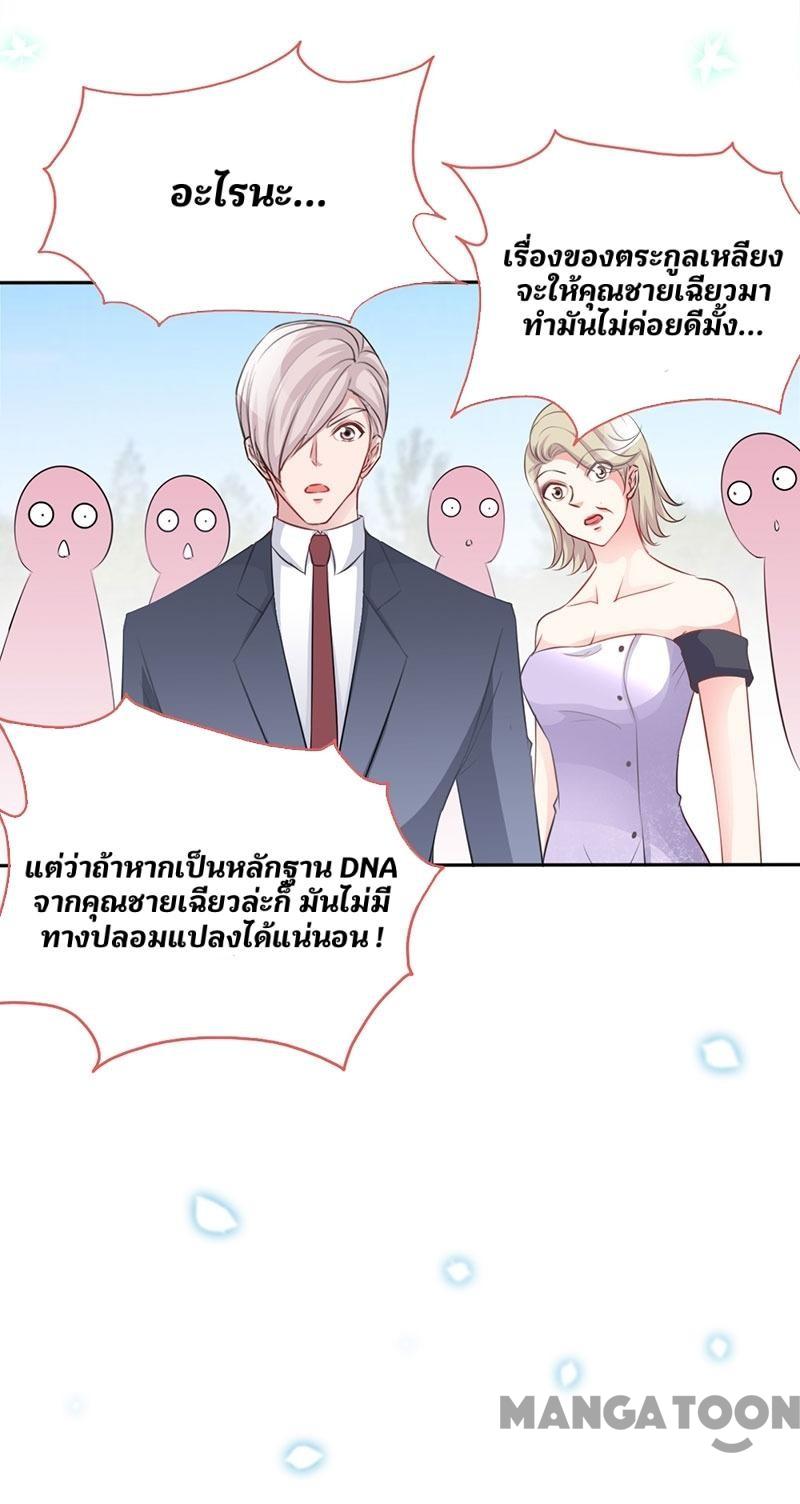 อะไรนะ...
เรื่องของตระกูลเหลียง
จะให้คุณชายเฉียวมา
ทำมันไม่ค่อยดีมั้ง...
แต่ว่าถ้าหากเป็นหลักฐาน DNA
จากคุณชายเฉียวล่ะก็ มันไม่มี
ทางปลอมแปลงได้แน่นอน !
MANGATOON